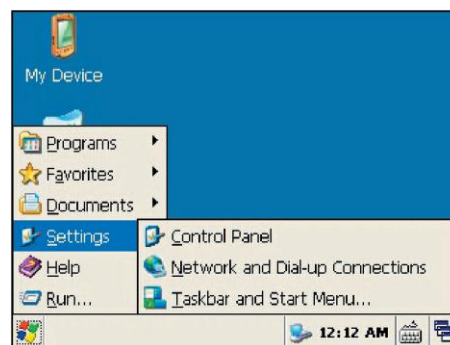 My Device
Programs
Favorites
Documents
Settings
Control Panel
Help
Network and Dial-up Connections
Run...
Taskbar and Start Menu...
12:12 AM